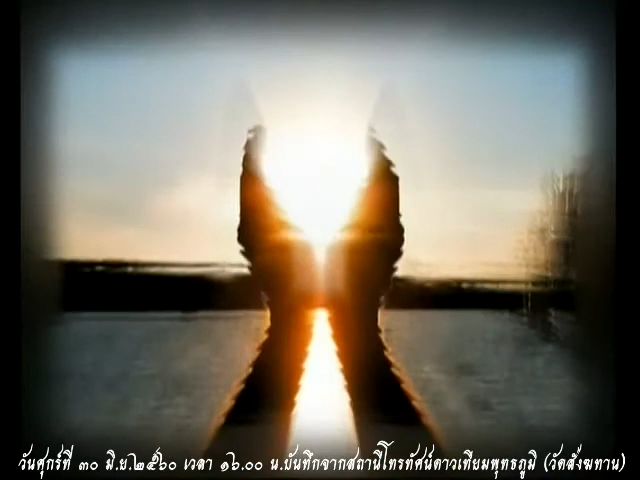 วันศุกร์ที่ ๓๐ มิ.ย.๒๕๖๐ เวลา ๑๖.๐๐ น.บันทึกจากสถานีโทรทัศน์ดาวเทียมพุทธภูมิ (วัดสังฆทาน)